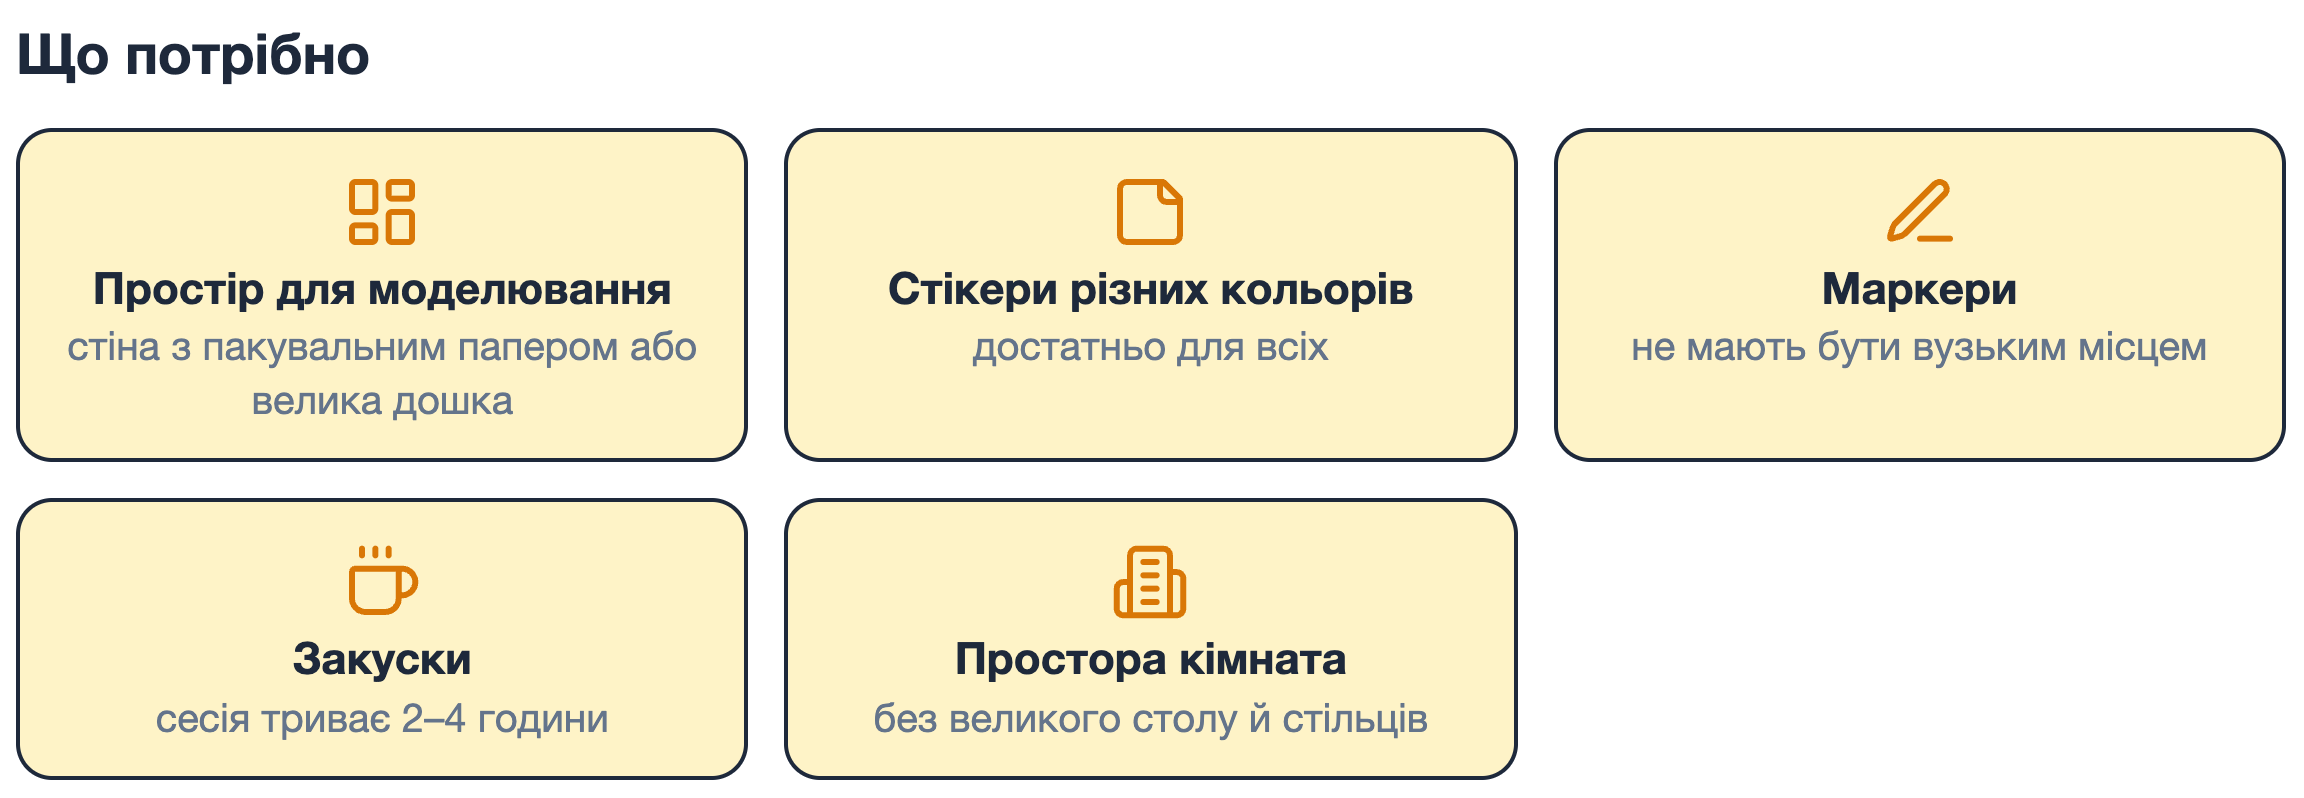 Що потрібно
Простір для моделювання
стіна з пакувальним папером або
велика дошка
Стікери різних кольорів
достатньо для всіх
Маркери
не мають бути вузьким місцем
Закуски
сесія триває 2–4 години
Простора кімната
без великого столу й стільців